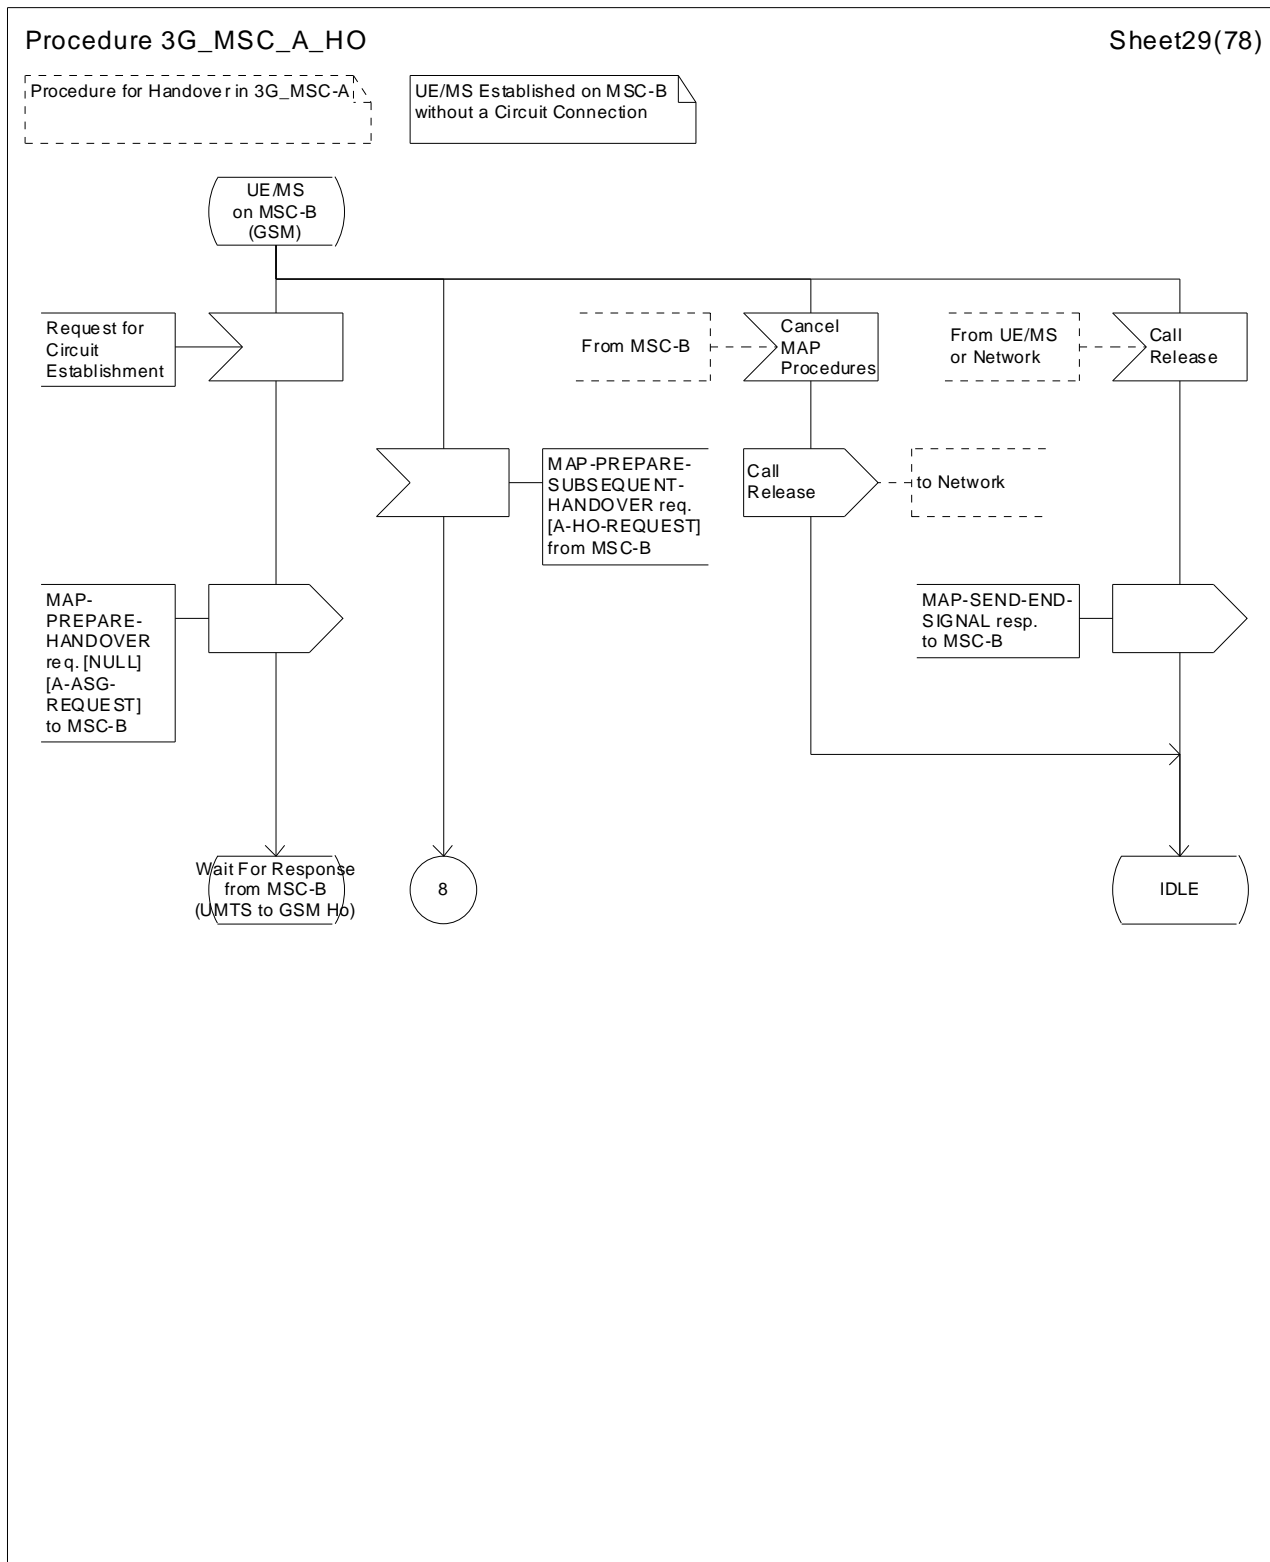 Procedure 3G_MSC_A_HO
Sheet29(78)
Procedure for Handover in 3G_MSC-A
UE/MS Established on MSC-B
without a Circuit Connection
UE/MS
on MSC-B
(GSM)
Request for
Circuit
Establishment
From MSC-B
Cancel
MAP
Procedures
From UE/MS
or Network
Call
Release
MAP-PREPARE-
SUBSEQUENT-
HANDOVER req.
[A-HO-REQUEST]
from MSC-B
Call
Release
to Network
MAP-
PREPARE-
HANDOVER
req. [NULL]
[A-ASG-
REQUEST]
to MSC-B
MAP-SEND-END-
SIGNAL resp.
to MSC-B
Wait For Response
from MSC-B
(UMTS to GSM Ho)
8
IDLE